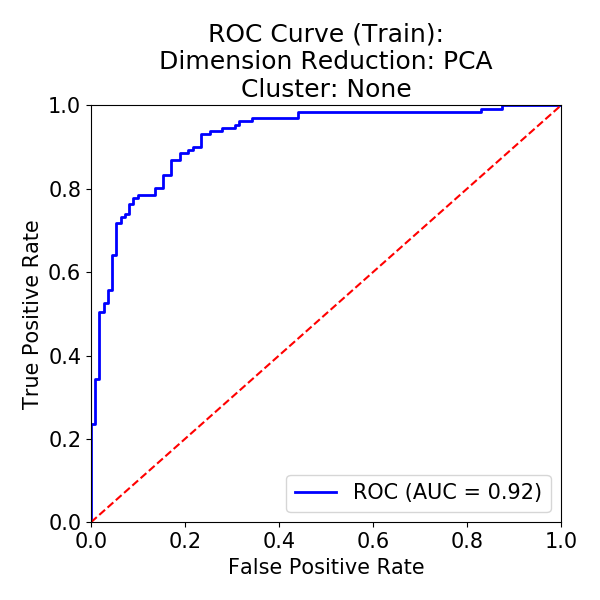 ROC Curve (Train):
Dimension Reduction: PCA
Cluster: None
1.0
0.8
0.6
0.4
0.2
0.0
True Positive Rate
ROC (AUC = 0.92)
0.0 0.2 0.4 0.6 0.8 1.0
False Positive Rate